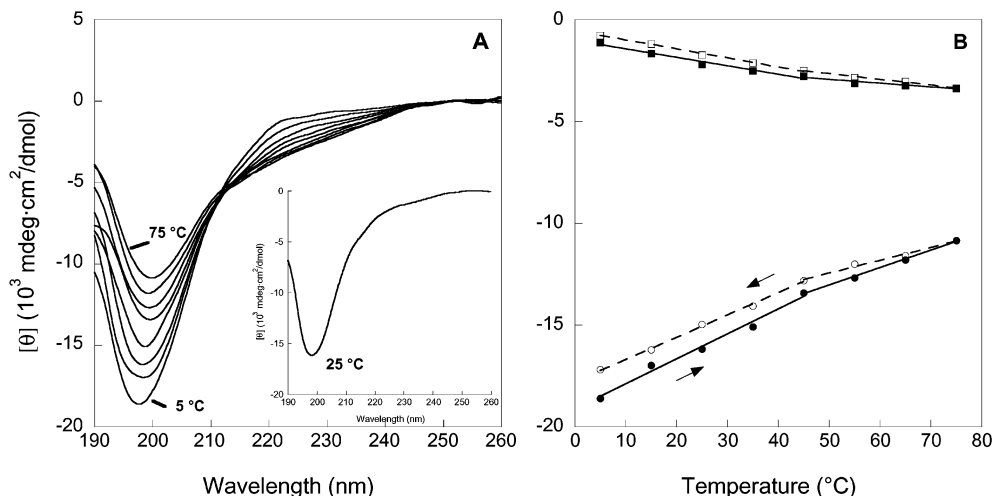 A
5
0
-5
-10
-15
-20
[θ] (10³ mdeg·cm²/dmol)
75 °C
5 °C
190 200 210 220 230 240 250 260
Wavelength (nm)
0
-5
-10
-15
-20
[θ] (10³ mdeg·cm²/dmol)
25 °C
190 200 210 220 230 240 250 260
Wavelength (nm)
B
0
-5
-10
-15
-20
0 10 20 30 40 50 60 70 80
Temperature (°C)